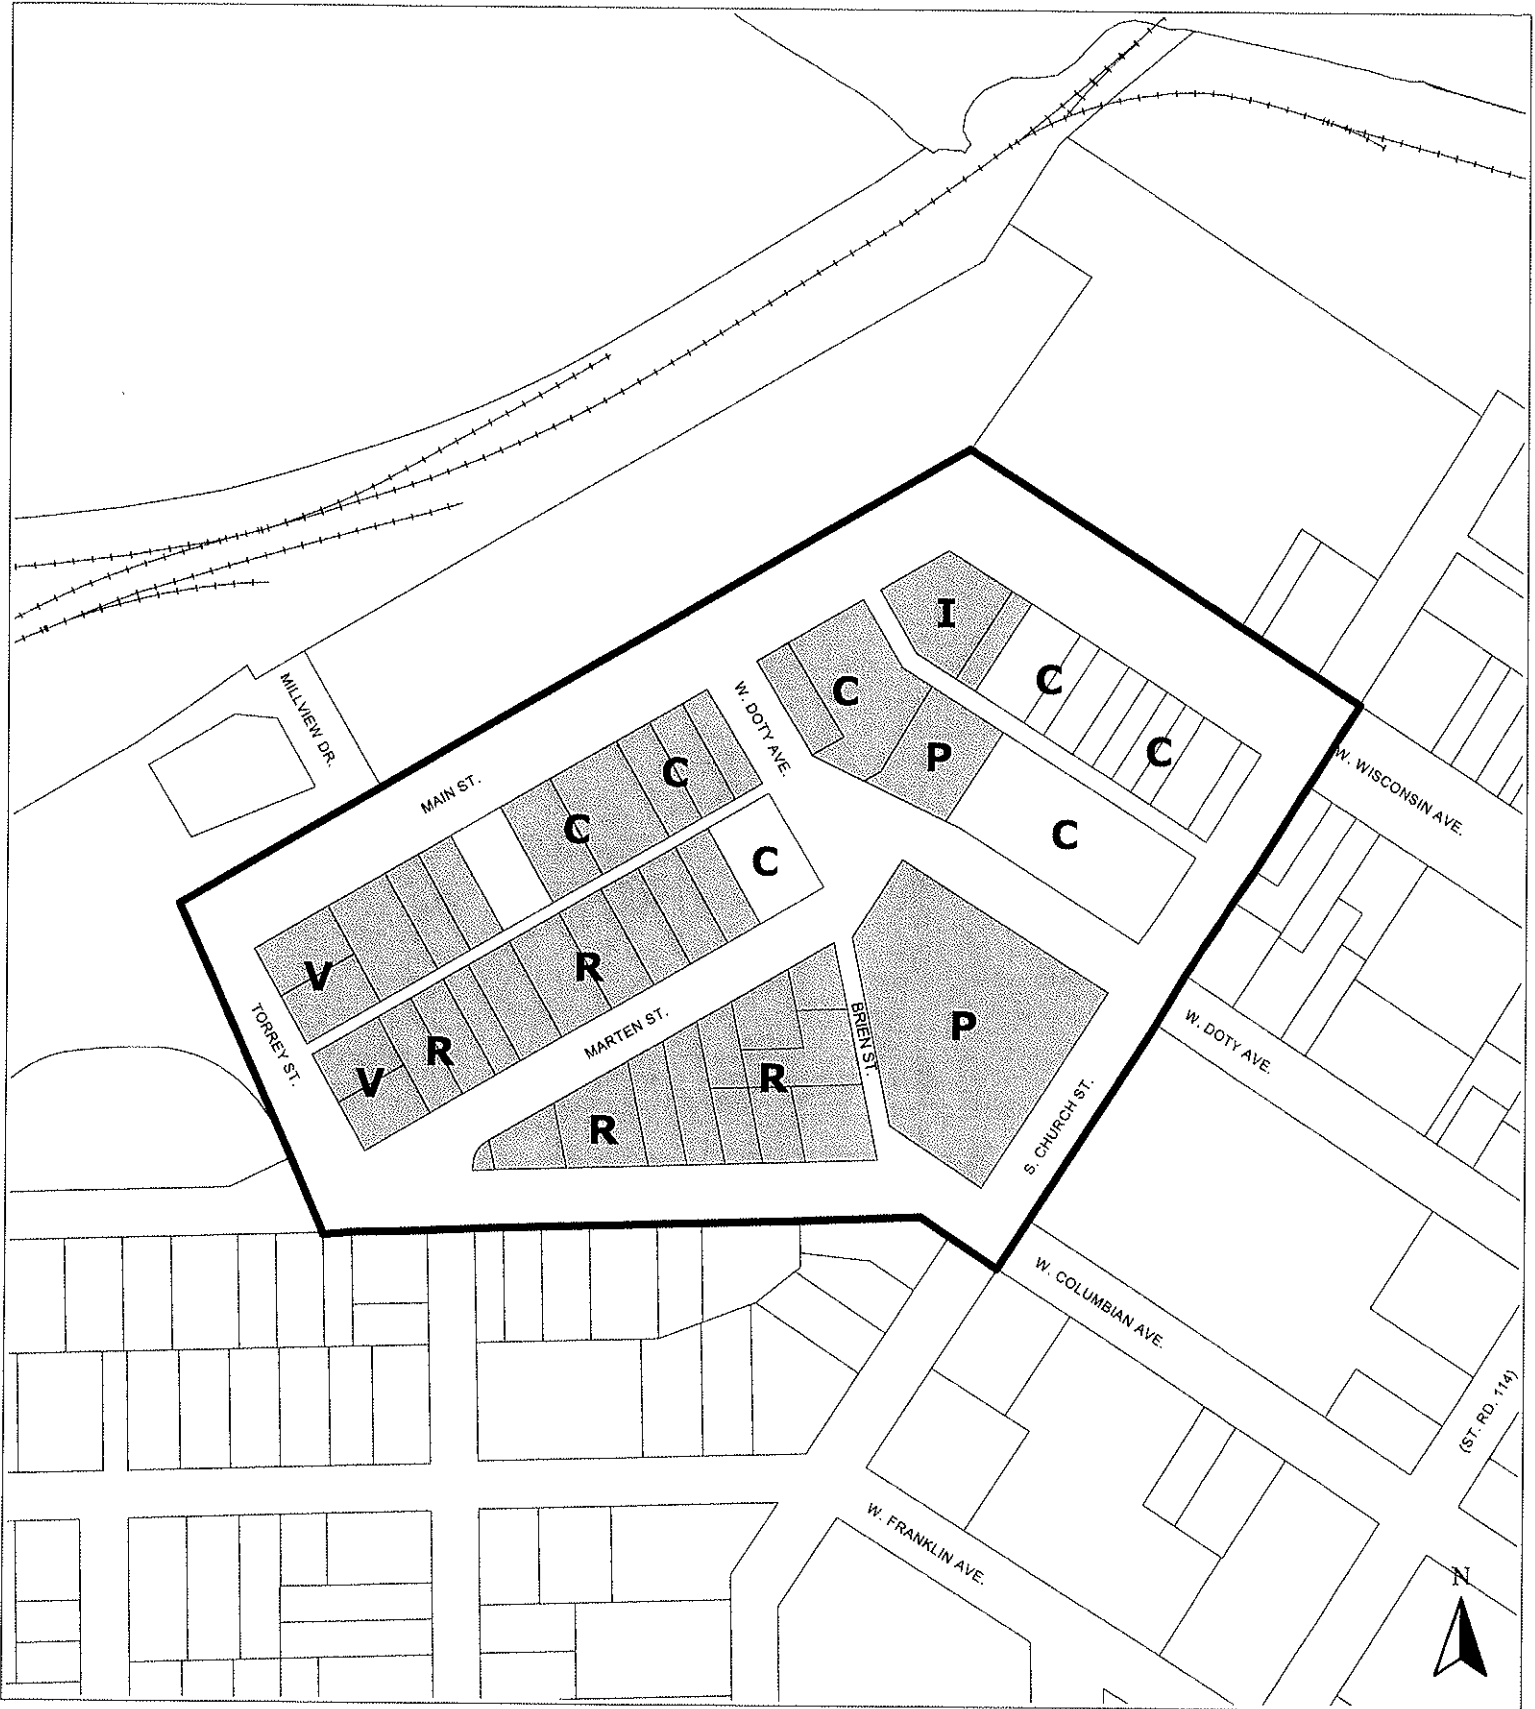 I
C
C
MILLVIEW DR.
W. DOTY AVE.
P
C
MAIN ST.
C
C
W. WISCONSIN AVE.
C
C
V
R
TORREY ST.
R
V
MARTEN ST.
BRIEN ST.
P
W. DOTY AVE.
R
R
S. CHURCH ST.
W. COLUMBIAN AVE.
(ST. RD. 114)
W. FRANKLIN AVE.
N